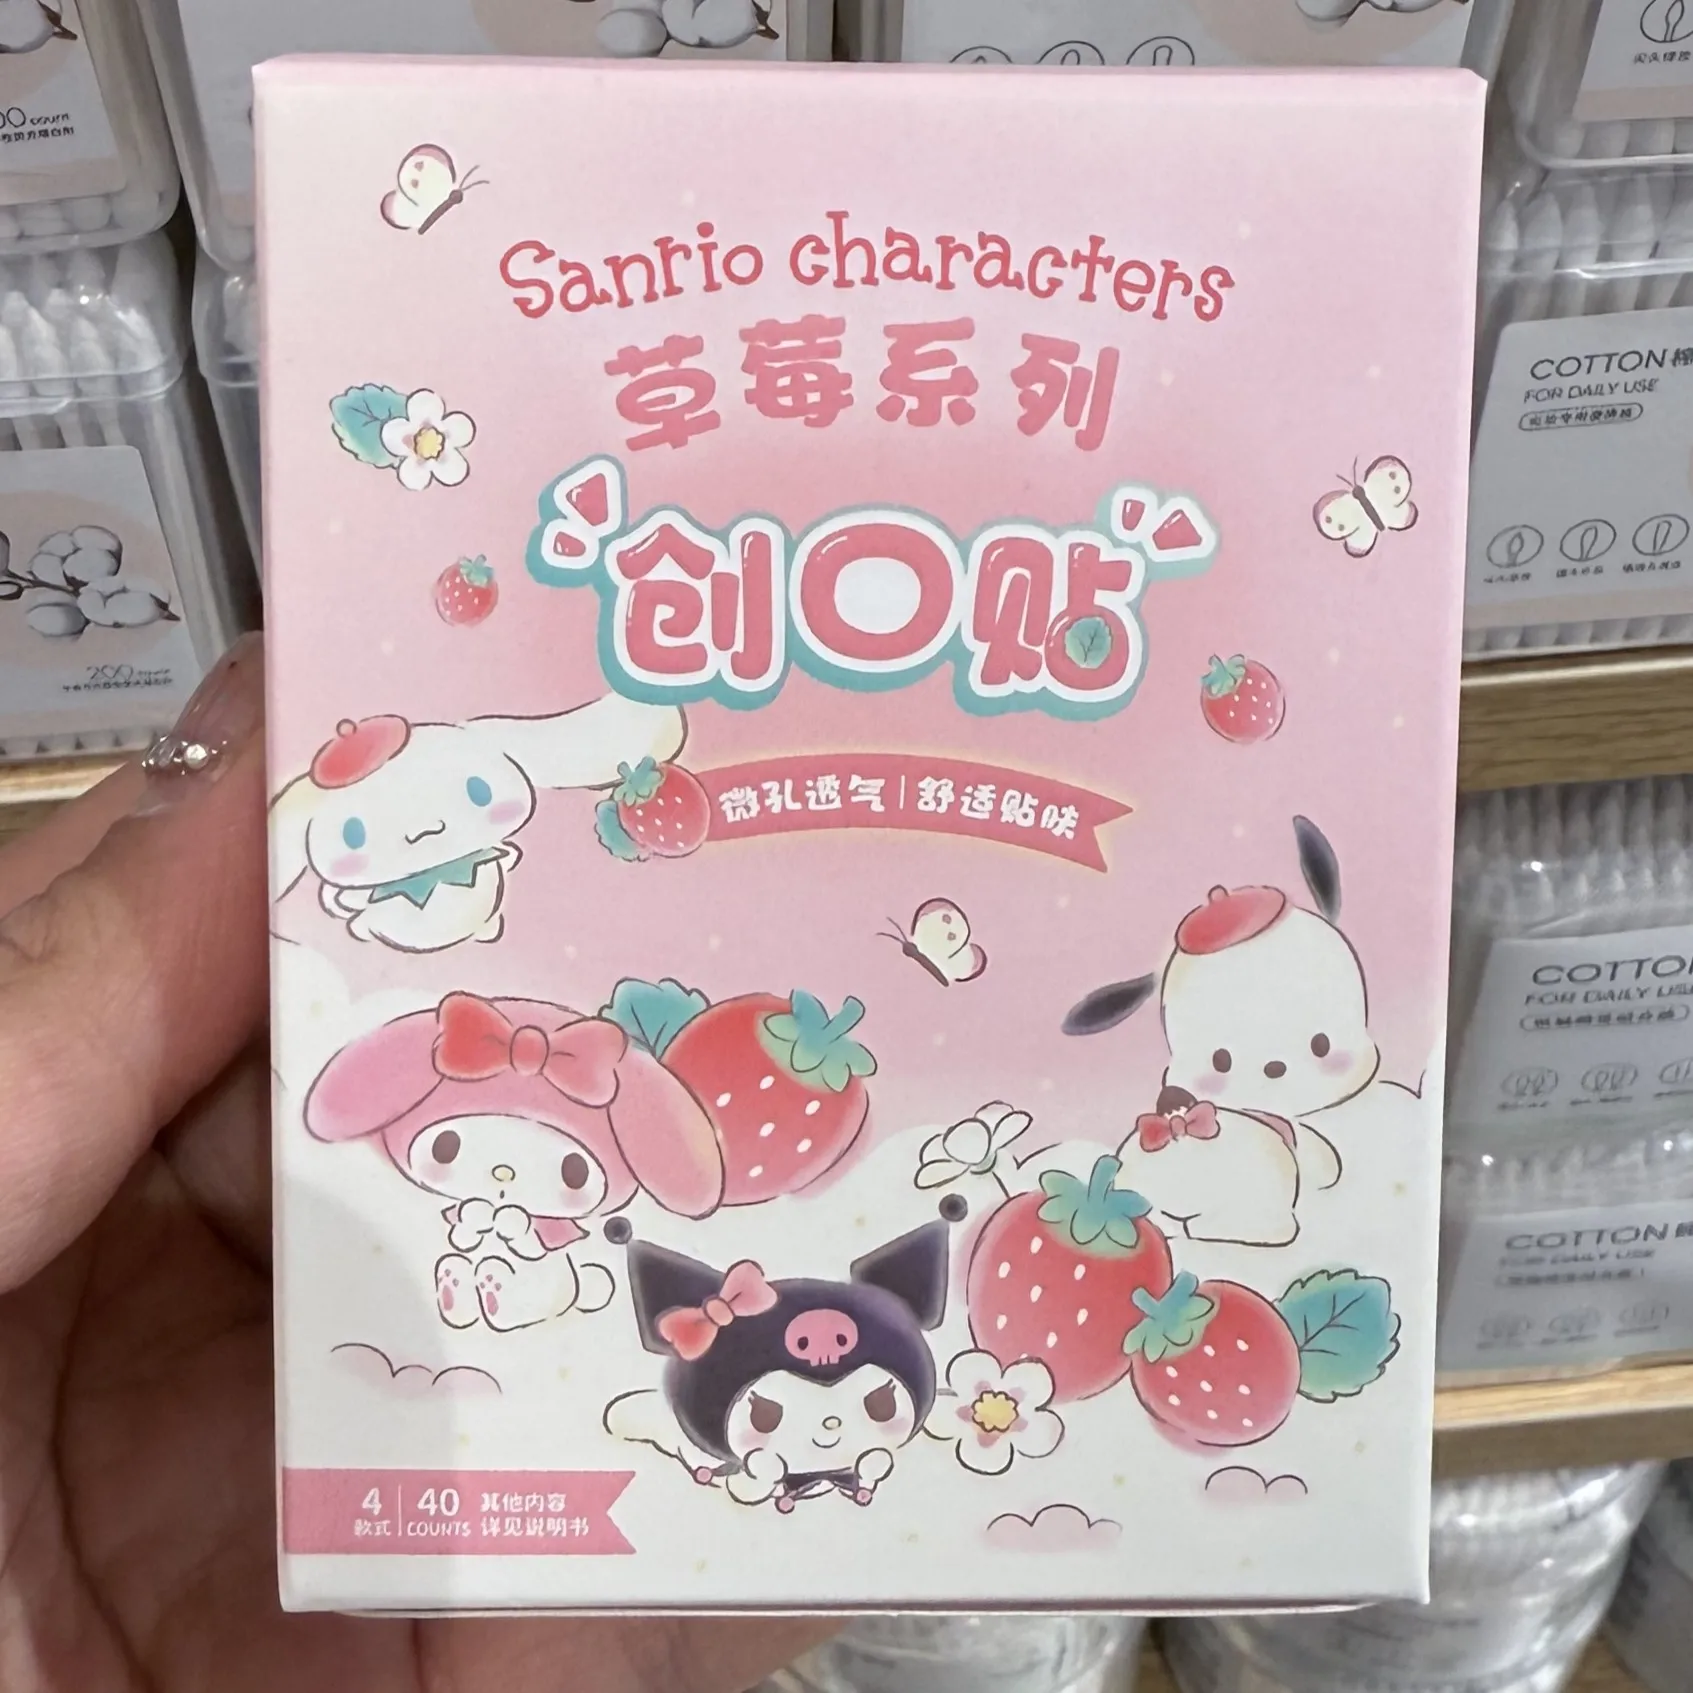 Sanrio characters
草莓系列
创口贴
微孔透气|舒适贴肤
4 款式
40 COUNTS
其他内容
详见说明书
COTTON
FOR DAILY USE
200
COTTO
FOR DAILY USE
COTTON
FOR DAILY USE